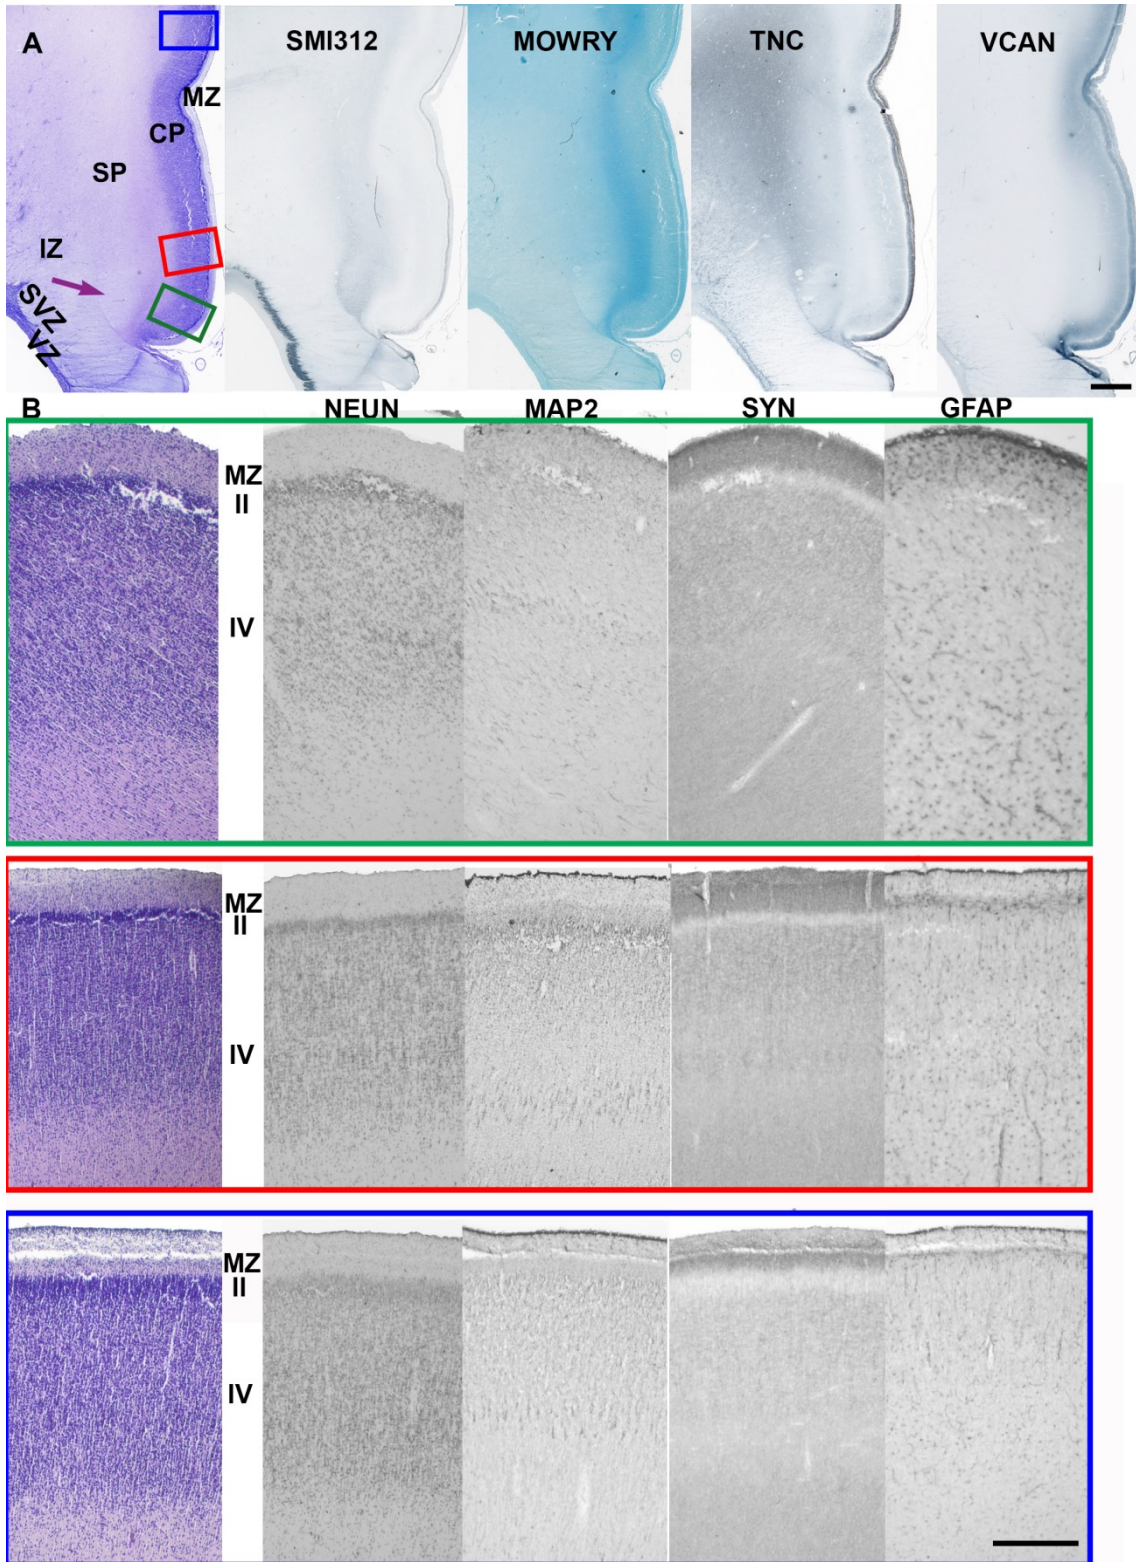 A
SMI312
MOWRY
TNC
VCAN
MZ
CP
SP
IZ
SVZ
VZ
B
NEUN
MAP2
SYN
GFAP
MZ
II
IV
MZ
II
IV
MZ
II
IV